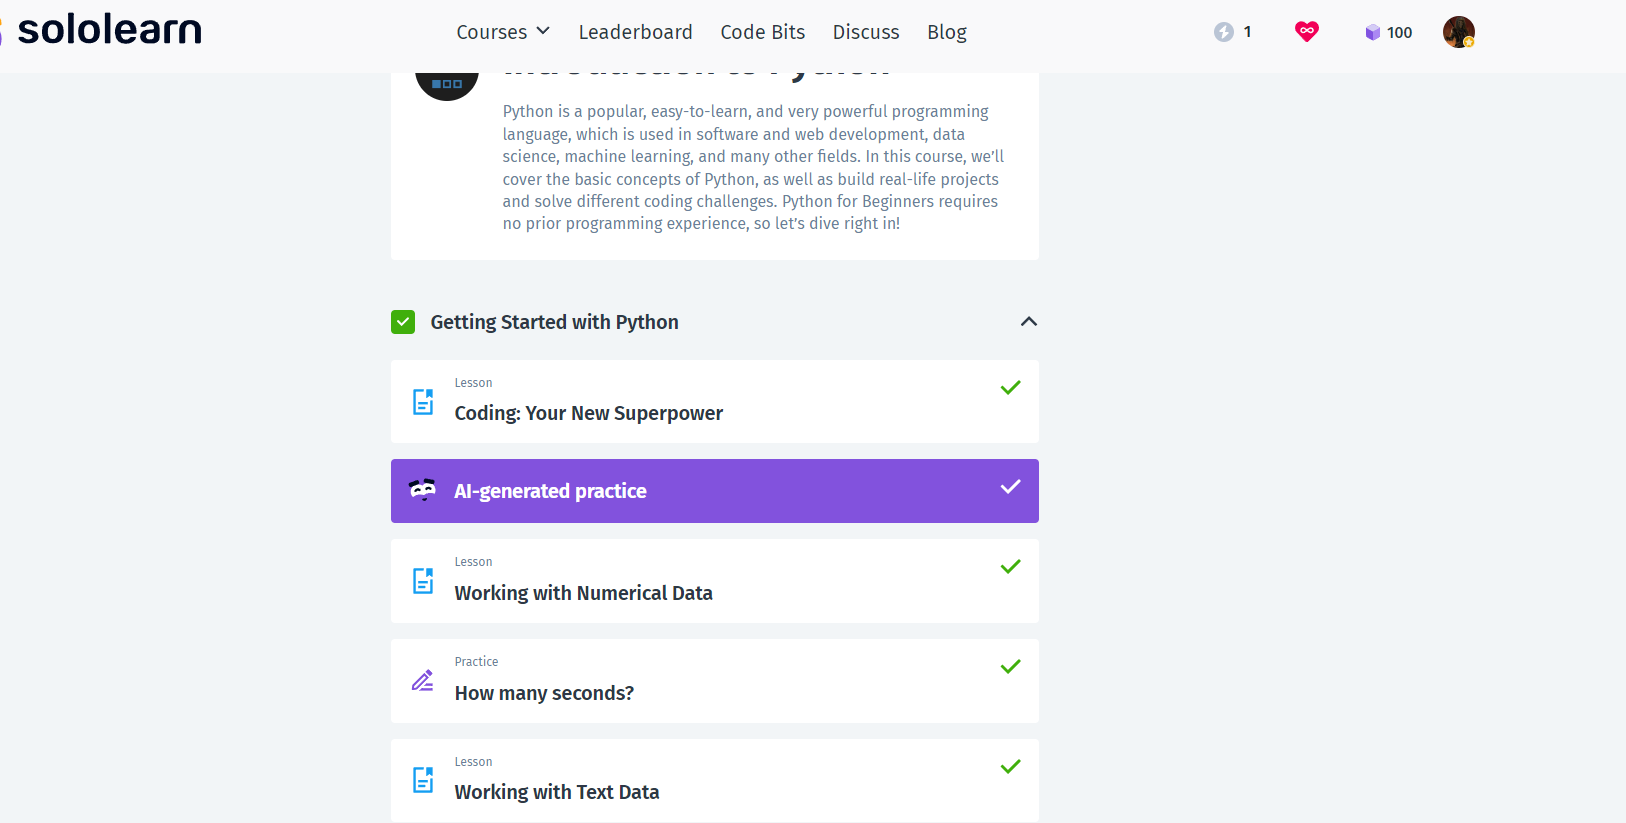 sololearn
Courses
Leaderboard
Code Bits
Discuss
Blog
1
100
Introduction to Python
Python is a popular, easy-to-learn, and very powerful programming
language, which is used in software and web development, data
science, machine learning, and many other fields. In this course, we’ll
cover the basic concepts of Python, as well as build real-life projects
and solve different coding challenges. Python for Beginners requires
no prior programming experience, so let’s dive right in!
Getting Started with Python
Lesson
Coding: Your New Superpower
AI-generated practice
Lesson
Working with Numerical Data
Practice
How many seconds?
Lesson
Working with Text Data